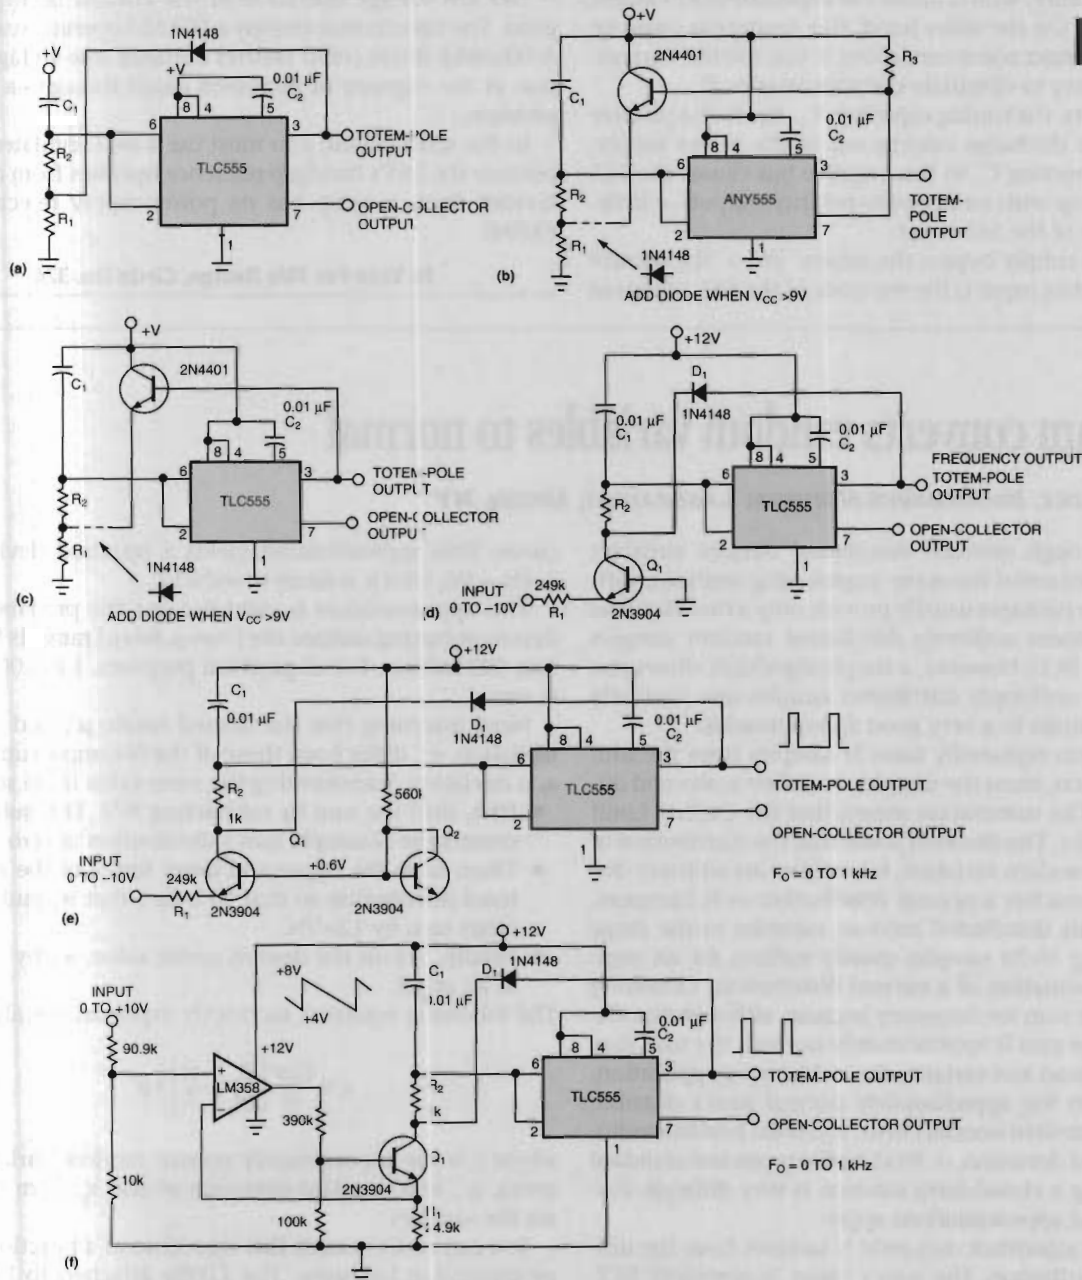 +V
1N4148
+V
0.01 µF
C1
C2
8 4 5
6 3
R2
TLC555
TOTEM-POLE
OUTPUT
R1
2 7
OPEN-COLLECTOR
OUTPUT
1
(a)
+V
2N4401
R3
C1
0.01 µF
C2
8 4 5
6 3
R2
ANY555
TOTEM-
POLE
OUTPUT
2 7
R1
1
1N4148
(b)
ADD DIODE WHEN VCC >9V
+V
2N4401
C1
0.01 µF
C2
8 4 5
6 3
TOTEM-POLE
R2
TLC555
OPEN-COLLECTOR
2 7
R1
1
1N4148
(c)
ADD DIODE WHEN VCC >9V
+12V
D1
1N4148
0.01 µF
C1
0.01 µF
C2
8 4 5
6 3
FREQUENCY OUTPUT
TOTEM-POLE
OUTPUT
R2
TLC555
OPEN-COLLECTOR
OUTPUT
2 7
Q1
1
INPUT
0 TO –10V
249k
R1
2N3904
(d)
+12V
C1
0.01 µF
D1
1N4148
0.01 µF
C2
8 4 5
6 3
R2
TLC555
TOTEM-POLE OUTPUT
1k
2 7
OPEN-COLLECTOR OUTPUT
Q2
1
+0.6V
FO = 0 TO 1 kHz
INPUT
0 TO –10V
249k
R1
2N3904
2N3904
(e)
+12V
1N4148
D1
C1
+8V
+4V
INPUT
0 TO +10V
0.01 µF
C2
+12V
8 4 5
90.9k
LM358
+
–
6 3
TOTEM-POLE OUTPUT
TLC555
390k
2 7
OPEN-COLLECTOR OUTPUT
1
FO = 0 TO 1 kHz
2N3904
10k
100k
(f)